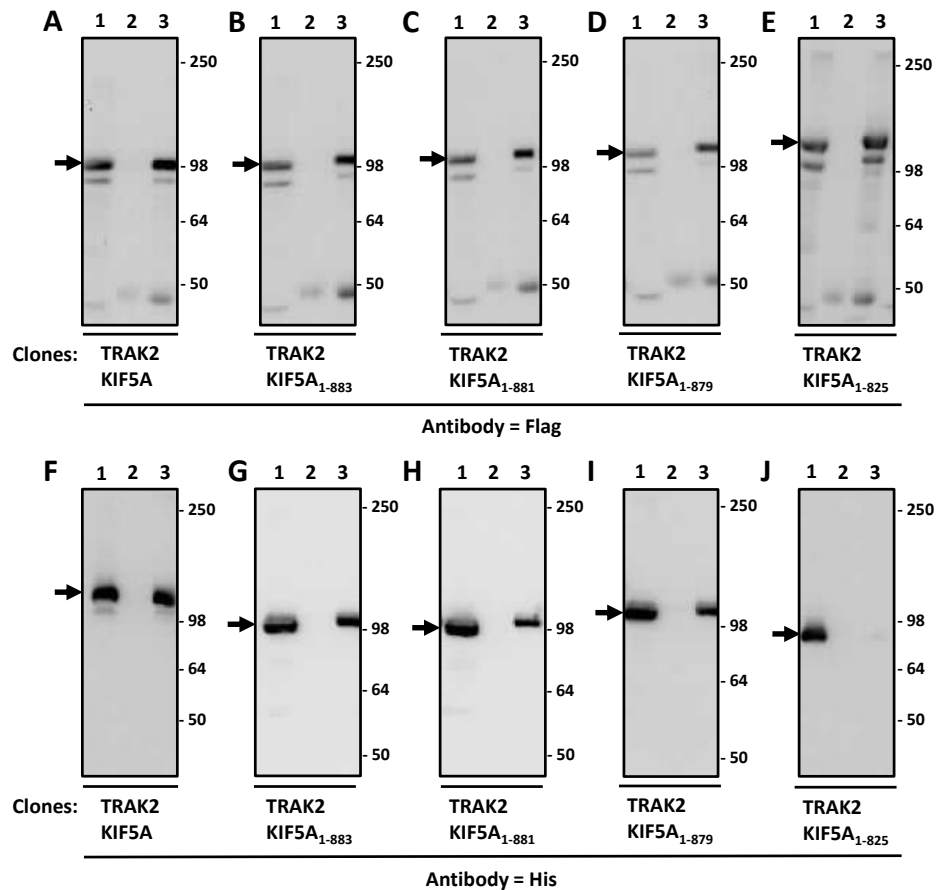 A 1 2 3 B 1 2 3 C 1 2 3 D 1 2 3 E 1 2 3
- 250 - 250 - 250 - 250 - 250
- 98 - 98 - 98 - 98 - 98
- 64 - 64 - 64 - 64 - 64
- 50 - 50 - 50 - 50 - 50
Clones: TRAK2 TRAK2 TRAK2 TRAK2 TRAK2
KIF5A KIF5A1-883 KIF5A1-881 KIF5A1-879 KIF5A1-825
Antibody = Flag
F 1 2 3 G 1 2 3 H 1 2 3 I 1 2 3 J 1 2 3
- 250 - 250 - 250 - 250 - 250
- 98 - 98 - 98 - 98 - 98
- 64 - 64 - 64 - 64 - 64
- 50 - 50 - 50 - 50 - 50
Clones: TRAK2 TRAK2 TRAK2 TRAK2 TRAK2
KIF5A KIF5A1-883 KIF5A1-881 KIF5A1-879 KIF5A1-825
Antibody = His